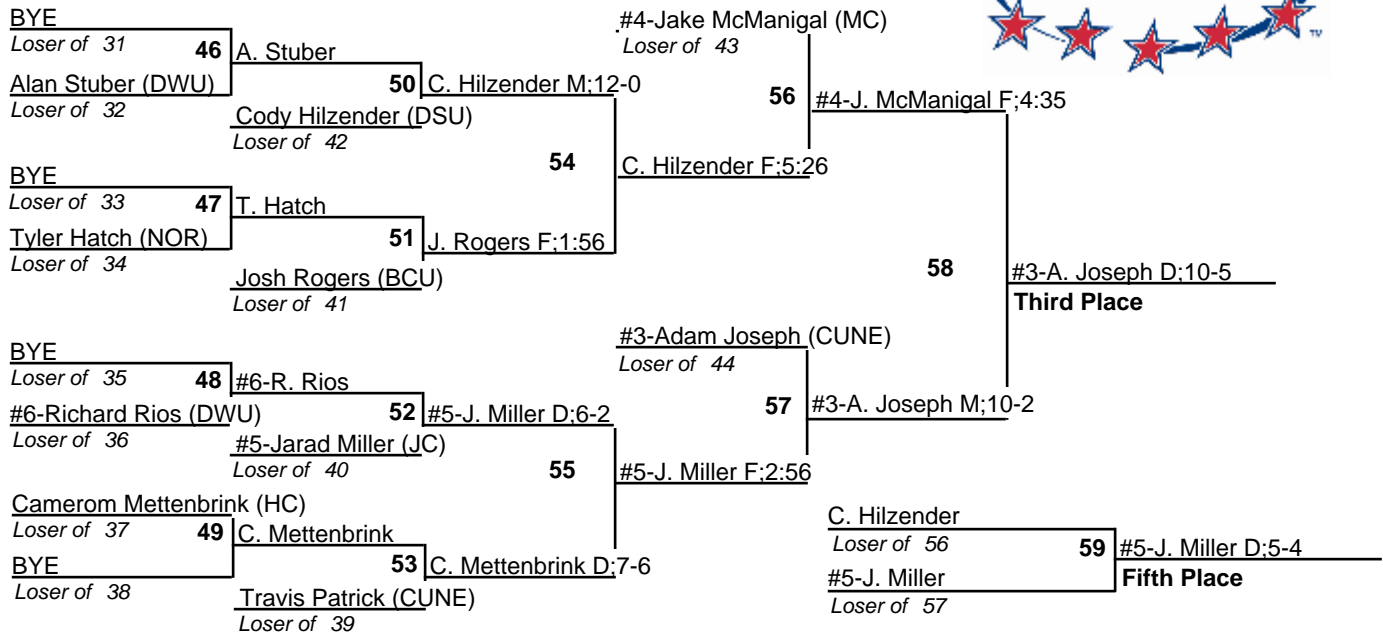 BYE
Loser of 31
46
A. Stuber
Alan Stuber (DWU)
Loser of 32
50
C. Hilzender M;12-0
Cody Hilzender (DSU)
Loser of 42
BYE
Loser of 33
47
T. Hatch
Tyler Hatch (NOR)
Loser of 34
51
J. Rogers F;1:56
Josh Rogers (BCU)
Loser of 41
54
C. Hilzender F;5:26
#4-Jake McManigal (MC)
Loser of 43
56
#4-J. McManigal F;4:35
BYE
Loser of 35
48
#6-R. Rios
#6-Richard Rios (DWU)
Loser of 36
52
#5-J. Miller D;6-2
#5-Jarad Miller (JC)
Loser of 40
Camerom Mettenbrink (HC)
Loser of 37
49
C. Mettenbrink
BYE
Loser of 38
53
C. Mettenbrink D;7-6
Travis Patrick (CUNE)
Loser of 39
55
#5-J. Miller F;2:56
#3-Adam Joseph (CUNE)
Loser of 44
57
#3-A. Joseph M;10-2
58
#3-A. Joseph D;10-5
Third Place
C. Hilzender
Loser of 56
59
#5-J. Miller D;5-4
#5-J. Miller
Fifth Place
Loser of 57
TM